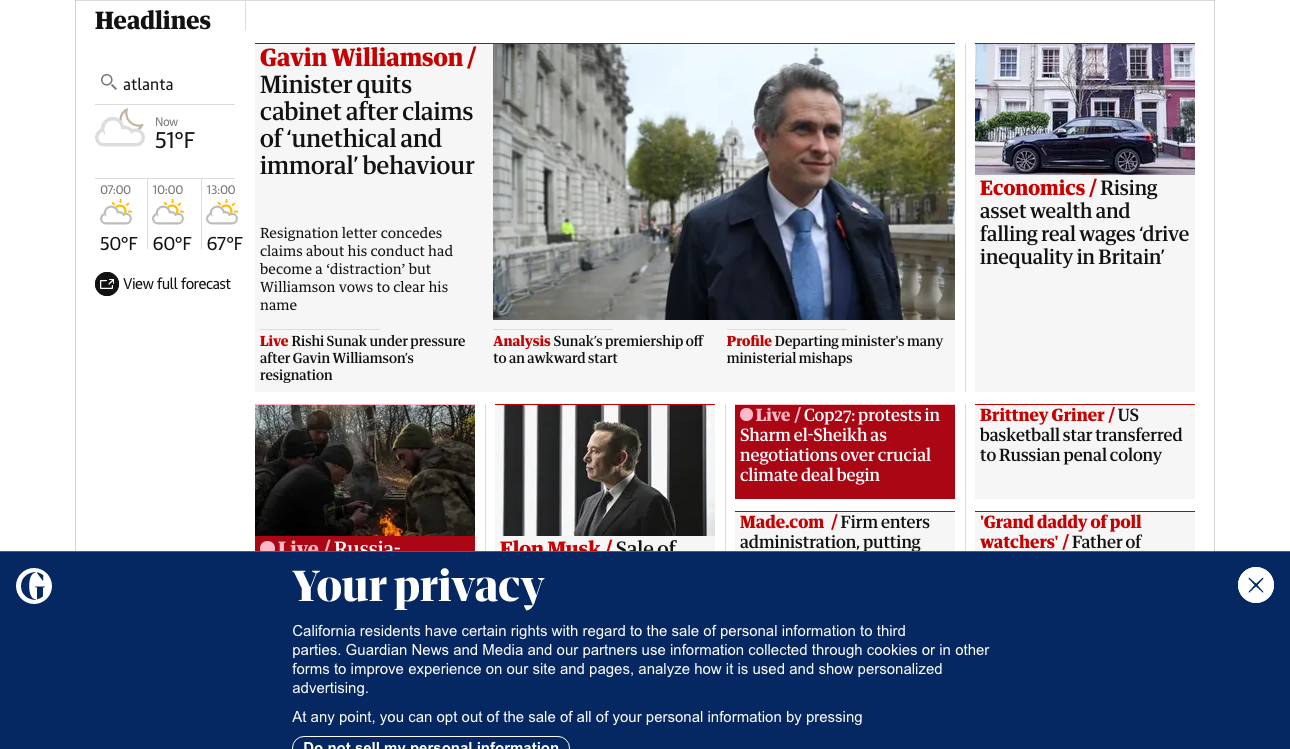 Headlines
atlanta
Now
51°F
07:00
10:00
13:00
50°F
60°F
67°F
View full forecast
Gavin Williamson /
Minister quits
cabinet after claims
of ‘unethical and
immoral’ behaviour
Resignation letter concedes
claims about his conduct had
become a ‘distraction’ but
Williamson vows to clear his
name
Live Rishi Sunak under pressure
after Gavin Williamson’s
resignation
Analysis Sunak’s premiership off
to an awkward start
Profile Departing minister’s many
ministerial mishaps
Economics / Rising
asset wealth and
falling real wages ‘drive
inequality in Britain’
Live / Russia-
Elon Musk / Sale of
Live / Cop27: protests in
Sharm el-Sheikh as
negotiations over crucial
climate deal begin
Made.com / Firm enters
administration, putting
Brittney Griner / US
basketball star transferred
to Russian penal colony
'Grand daddy of poll
watchers' / Father of
Your privacy
California residents have certain rights with regard to the sale of personal information to third
parties. Guardian News and Media and our partners use information collected through cookies or in other
forms to improve experience on our site and pages, analyze how it is used and show personalized
advertising.
At any point, you can opt out of the sale of all of your personal information by pressing
Do not sell my personal information